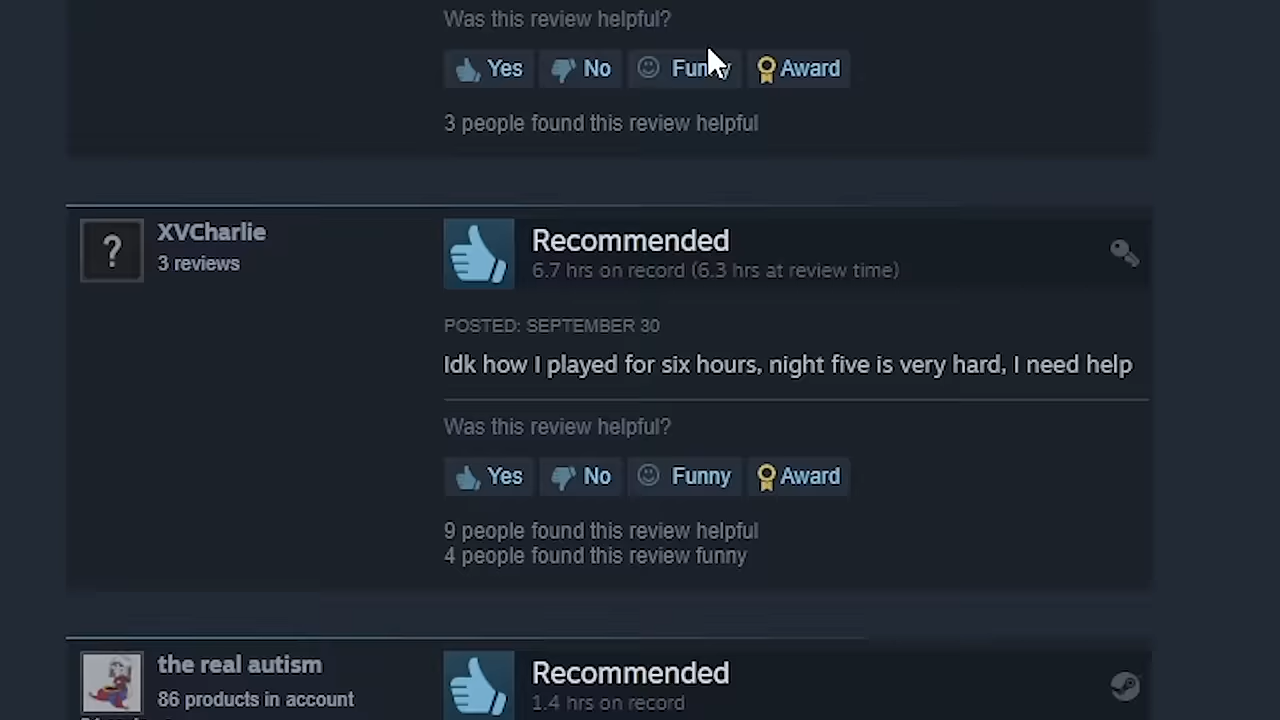 Was this review helpful?
Yes No Funny Award
3 people found this review helpful
?
XVCharlie
3 reviews
Recommended
6.7 hrs on record (6.3 hrs at review time)
POSTED: SEPTEMBER 30
Idk how I played for six hours, night five is very hard, I need help
Was this review helpful?
Yes No Funny Award
9 people found this review helpful
4 people found this review funny
the real autism
86 products in account
Recommended
1.4 hrs on record